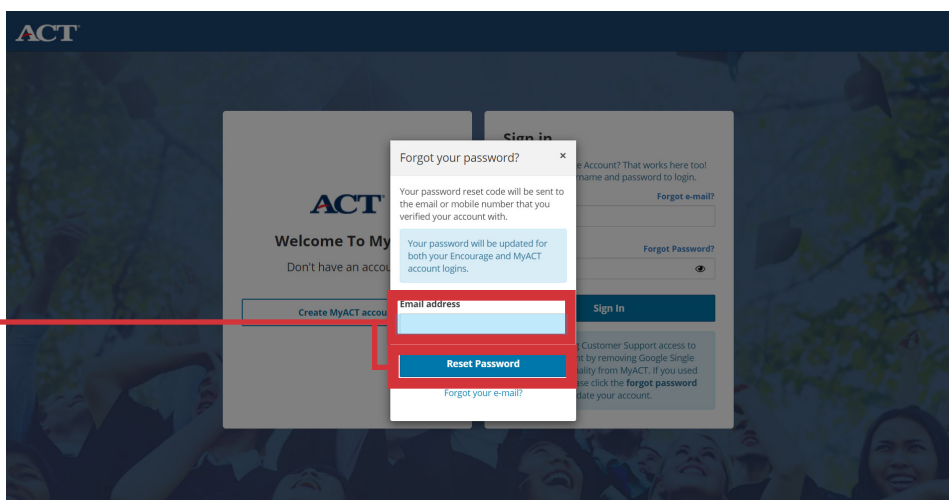 ACT
Sign in
e Account? That works here too!
name and password to login.
Forgot e-mail?
Forgot Password?
Sign In
Customer Support access to
nt by removing Google Single
ality from MyACT. If you used
se click the forgot password
date your account.
ACT
Welcome To My
Don't have an accou
Create MyACT accou
Forgot your password?
×
Your password reset code will be sent to
the email or mobile number that you
verified your account with.
Your password will be updated for
both your Encourage and MyACT
account logins.
Email address
Reset Password
Forgot your e-mail?